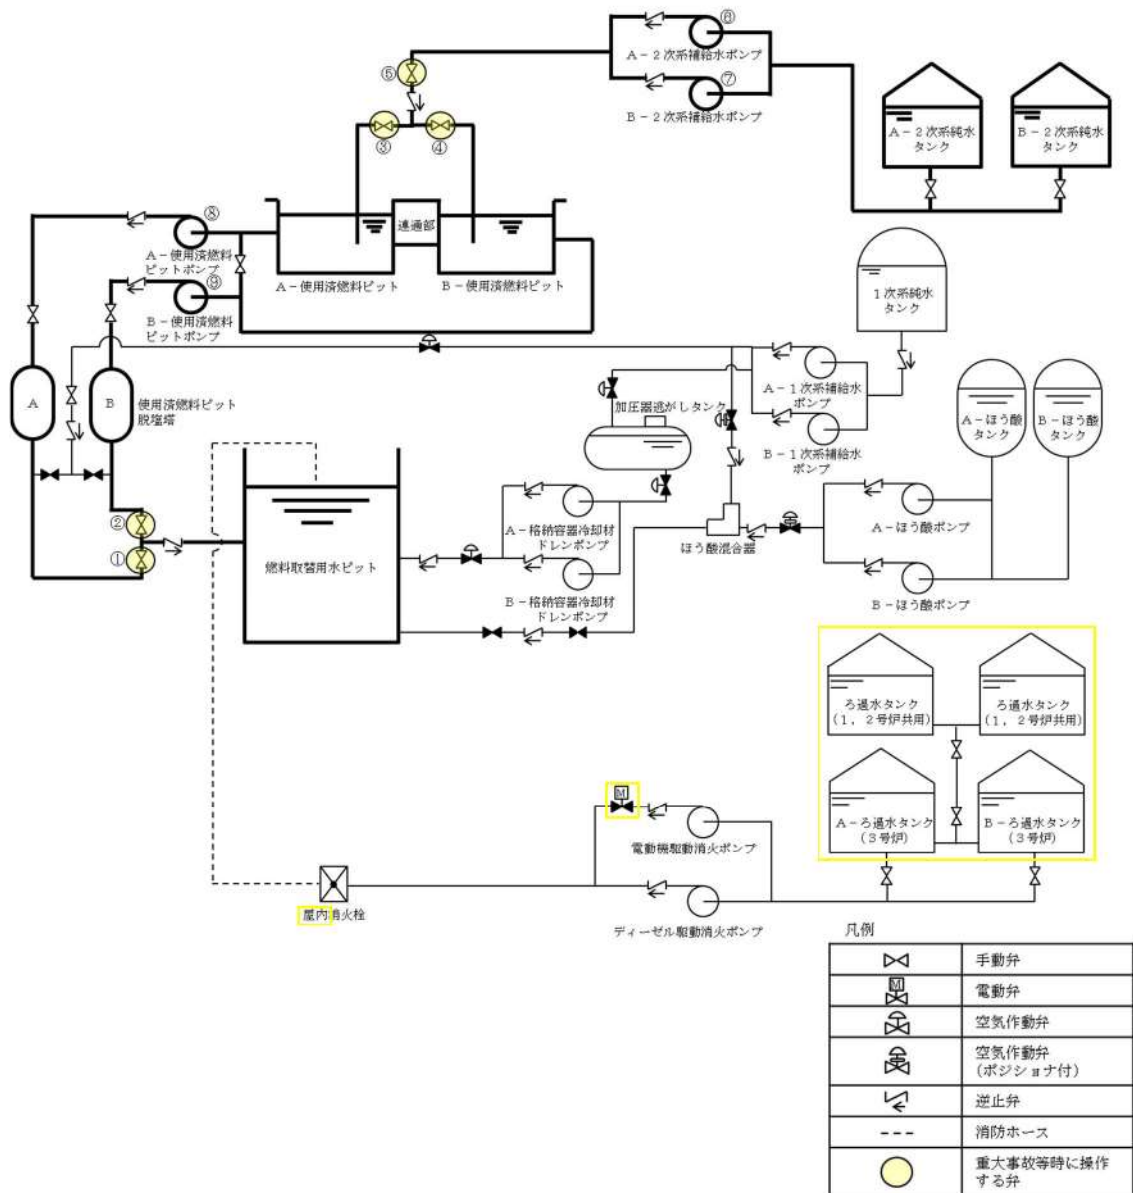 ⑥
A－2次系補給水ポンプ
⑤
⑦
B－2次系補給水ポンプ
A－2次系純水
タンク
B－2次系純水
タンク
③
④
⑧
連通部
A－使用済燃料
ピットポンプ
A－使用済燃料ピット
B－使用済燃料ピット
⑨
B－使用済燃料
ピットポンプ
1次系純水
タンク
A
B
使用済燃料ピット
脱塩塔
加圧器逃がしタンク
A－1次系補給水
ポンプ
B－1次系補給水
ポンプ
A－ほう酸
タンク
B－ほう酸
タンク
②
①
A－格納容器冷却材
ドレンポンプ
ほう酸混合器
A－ほう酸ポンプ
燃料取替用水ピット
B－格納容器冷却材
ドレンポンプ
B－ほう酸ポンプ
ろ過水タンク
(1，2号炉共用)
ろ過水タンク
(1，2号炉共用)
M
A－ろ過水タンク
(3号炉)
B－ろ過水タンク
(3号炉)
電動機駆動消火ポンプ
屋内消火栓
ディーゼル駆動消火ポンプ
凡例
手動弁
M
電動弁
空気作動弁
空気作動弁
(ポジショナ付)
逆止弁
消防ホース
重大事故等時に操作
する弁